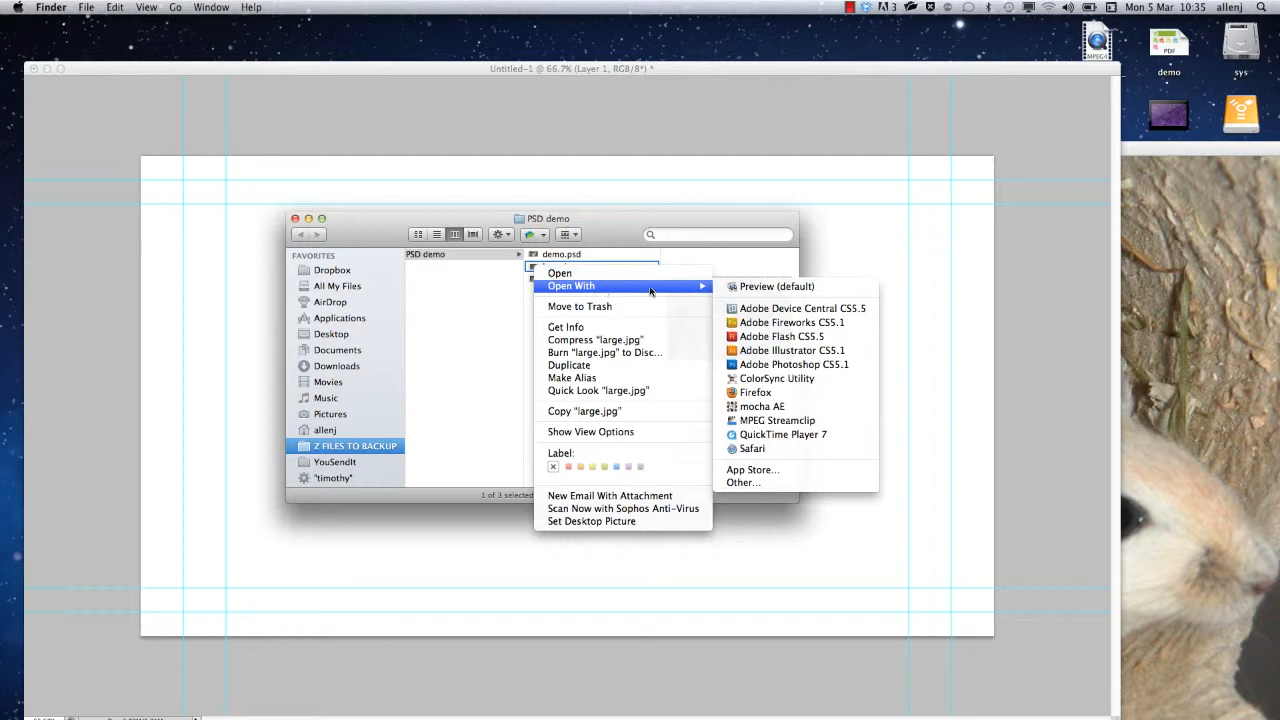 Finder File Edit View Go Window Help
3 Mon 5 Mar 10:35 allenj
MPEG4
PDF
demo
sys
Untitled-1 @ 66.7% (Layer 1, RGB/8*) *
PSD demo
FAVORITES
Dropbox
All My Files
AirDrop
Applications
Desktop
Documents
Downloads
Movies
Music
Pictures
allenj
Z FILES TO BACKUP
YouSendIt
"timothy"
PSD demo
demo.psd
1 of 3 selected
Open
Open With
Move to Trash
Get Info
Compress "large.jpg"
Burn "large.jpg" to Disc...
Duplicate
Make Alias
Quick Look "large.jpg"
Copy "large.jpg"
Show View Options
Label:
New Email With Attachment
Scan Now with Sophos Anti-Virus
Set Desktop Picture
Preview (default)
Adobe Device Central CS5.5
Adobe Fireworks CS5.1
Adobe Flash CS5.5
Adobe Illustrator CS5.1
Adobe Photoshop CS5.1
ColorSync Utility
Firefox
mocha AE
MPEG Streamclip
QuickTime Player 7
Safari
App Store...
Other...